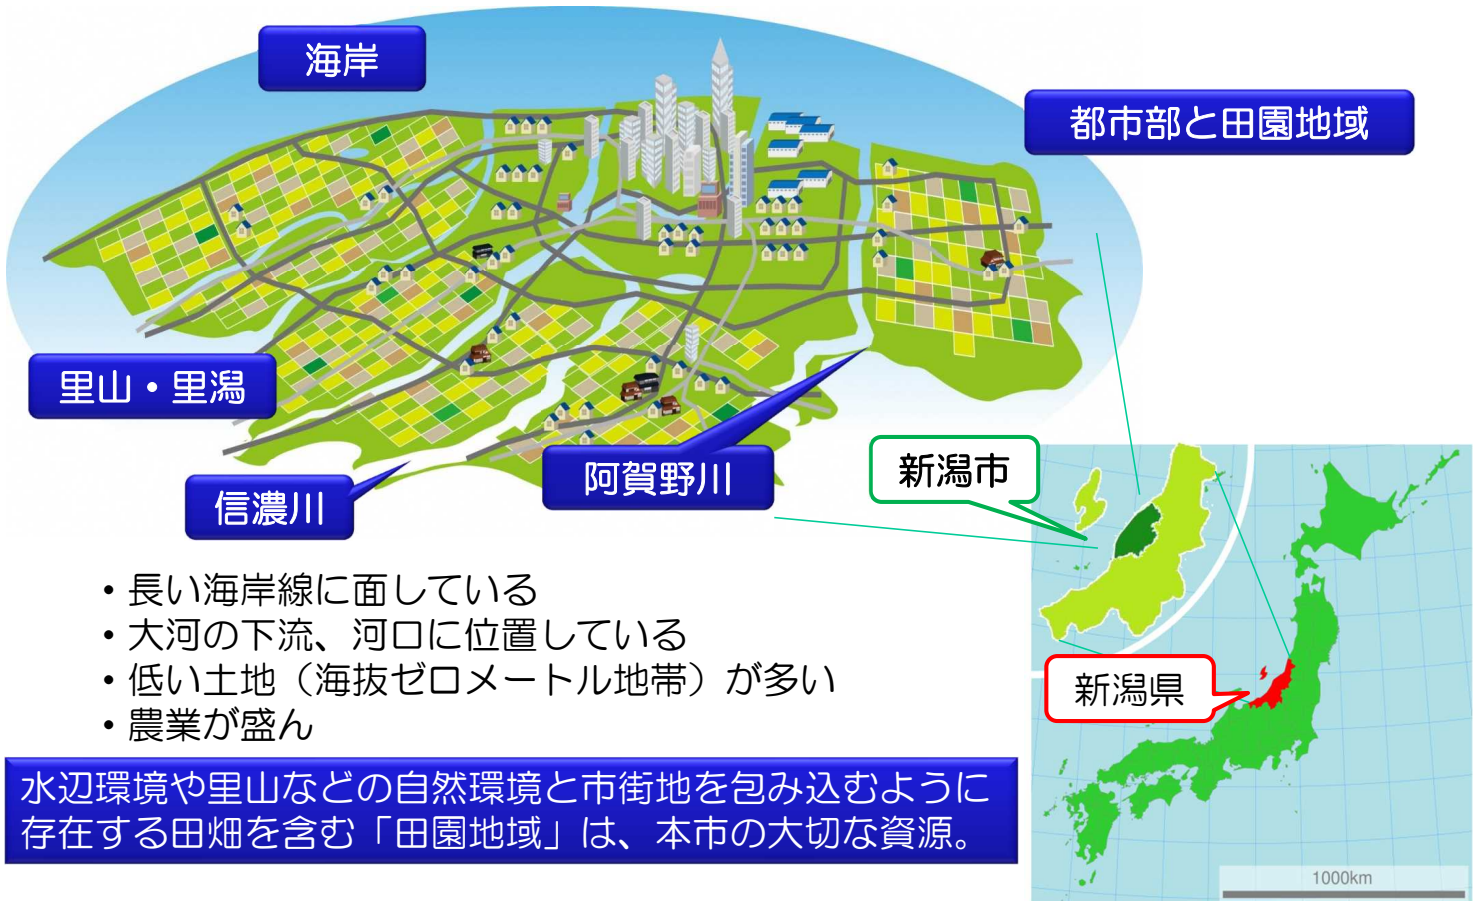 海岸
都市部と田園地域
里山・里潟
信濃川
阿賀野川
新潟市
新潟県
・長い海岸線に面している
・大河の下流、河口に位置している
・低い土地（海抜ゼロメートル地帯）が多い
・農業が盛ん
水辺環境や里山などの自然環境と市街地を包み込むように
存在する田畑を含む「田園地域」は、本市の大切な資源。
1000km